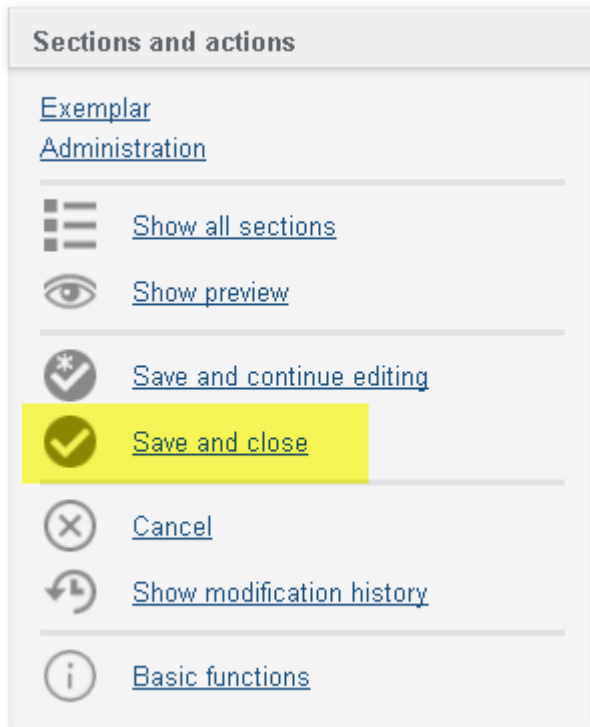 Sections and actions
Exemplar
Administration
Show all sections
Show preview
Save and continue editing
Save and close
Cancel
Show modification history
Basic functions